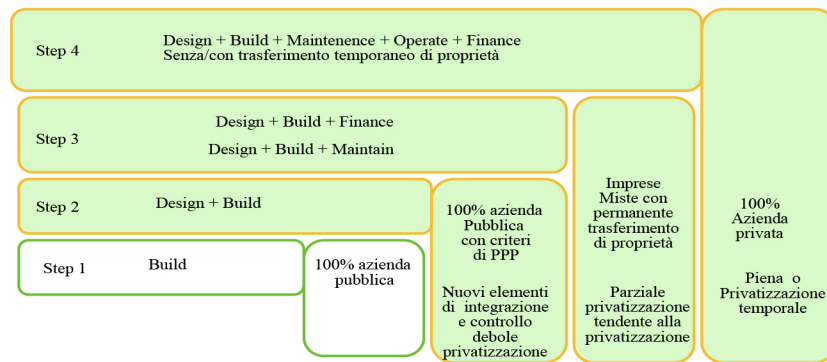 Step 4
Design + Build + Maintenence + Operate + Finance
Senza/con trasferimento temporaneo di proprietà
Step 3
Design + Build + Finance
Design + Build + Maintain
Step 2
Design + Build
Step 1
Build
100% azienda
pubblica
100% azienda
Pubblica
con criteri
di PPP
Nuovi elementi
di integrazione
e controllo
debole
privatizzazione
Imprese
Miste con
permanente
trasferimento
di proprietà
Parziale
privatizzazione
tendente alla
privatizzazione
100%
Azienda
privata
Piena o
Privatizzazione
temporale